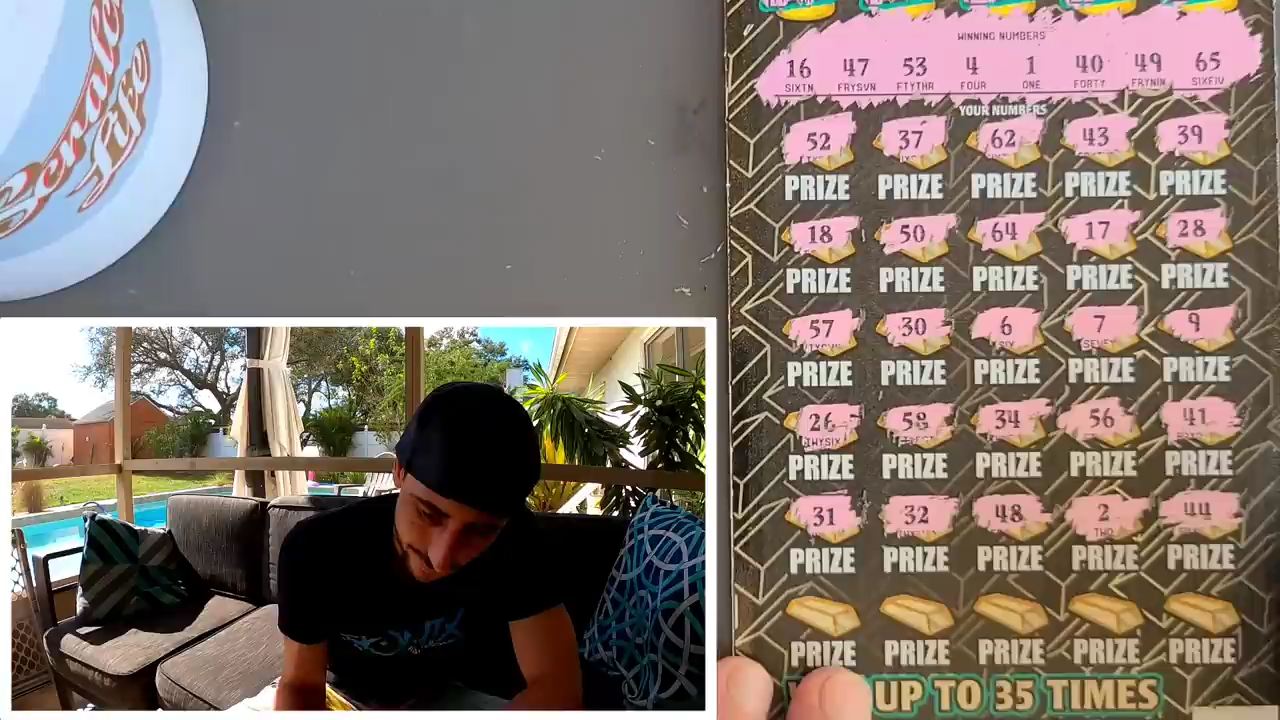 WINNING NUMBERS
16 47 53 4 1 40 49 65
SIXTN FRYSVN FTYTHR FOUR ONE FORTY FRYNIN SIXFIV
YOUR NUMBERS
52 37 62 43 39
PRIZE PRIZE PRIZE PRIZE PRIZE
18 50 64 17 28
PRIZE PRIZE PRIZE PRIZE PRIZE
57 30 6 7 9
SIX SEVEN
PRIZE PRIZE PRIZE PRIZE PRIZE
26 58 34 56 41
PRIZE PRIZE PRIZE PRIZE PRIZE
31 32 48 2 44
TWO
PRIZE PRIZE PRIZE PRIZE PRIZE
PRIZE PRIZE PRIZE PRIZE PRIZE
UP TO 35 TIMES
Life